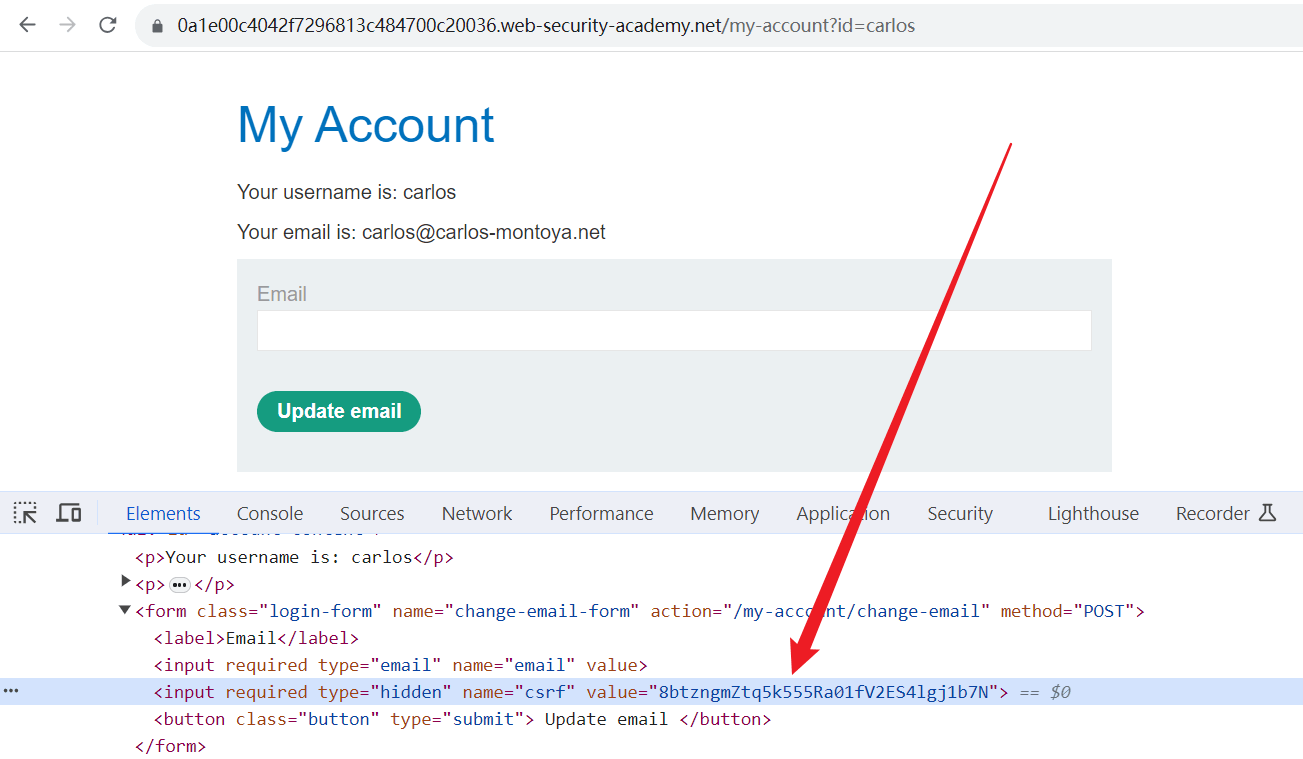 0a1e00c4042f7296813c484700c20036.web-security-academy.net/my-account?id=carlos
My Account
Your username is: carlos
Your email is: carlos@carlos-montoya.net
Email
Update email
Elements Console Sources Network Performance Memory Application Security Lighthouse Recorder
<p>Your username is: carlos</p>
<p>•••</p>
<form class="login-form" name="change-email-form" action="/my-account/change-email" method="POST">
<label>Email</label>
<input required type="email" name="email" value>
<input required type="hidden" name="csrf" value="8btzngmZtq5k555Ra01fV2ES4lgj1b7N"> == $0
<button class="button" type="submit"> Update email </button>
</form>